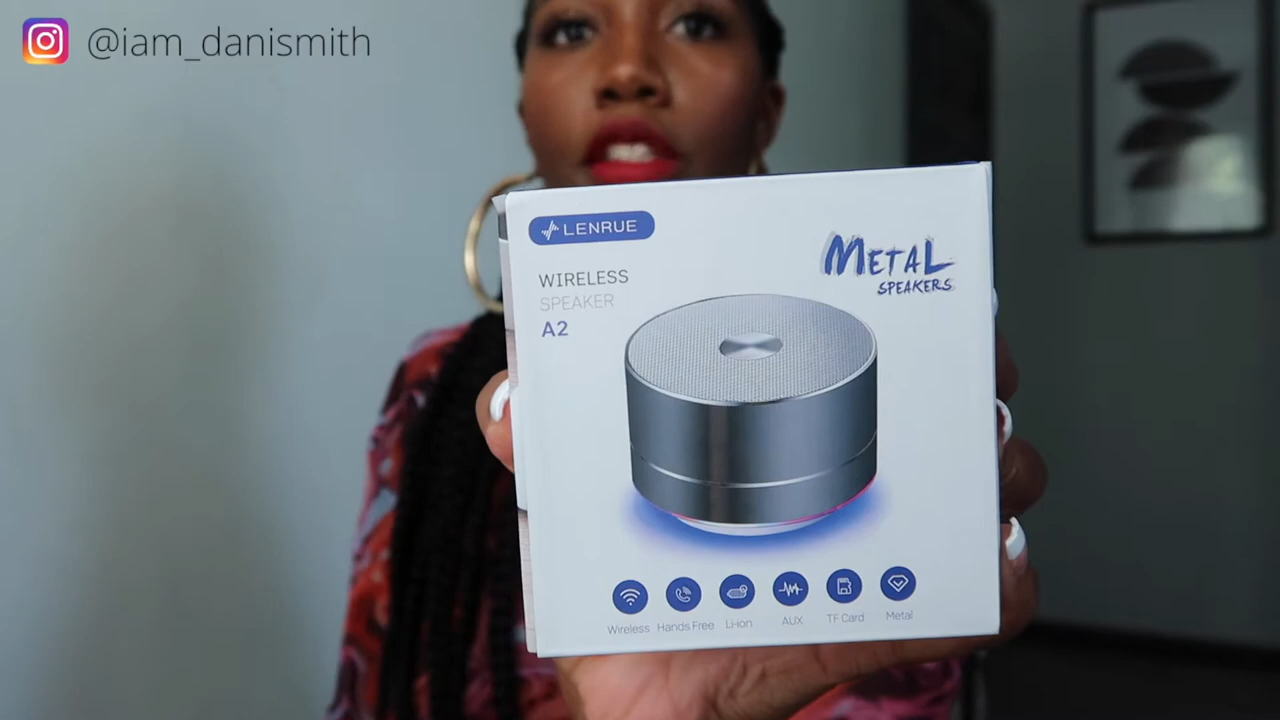 @iam_danismith
LENRUE
METAL
SPEAKERS
WIRELESS
SPEAKER
A2
Wireless
Hands Free
Li-ion
AUX
TF Card
Metal